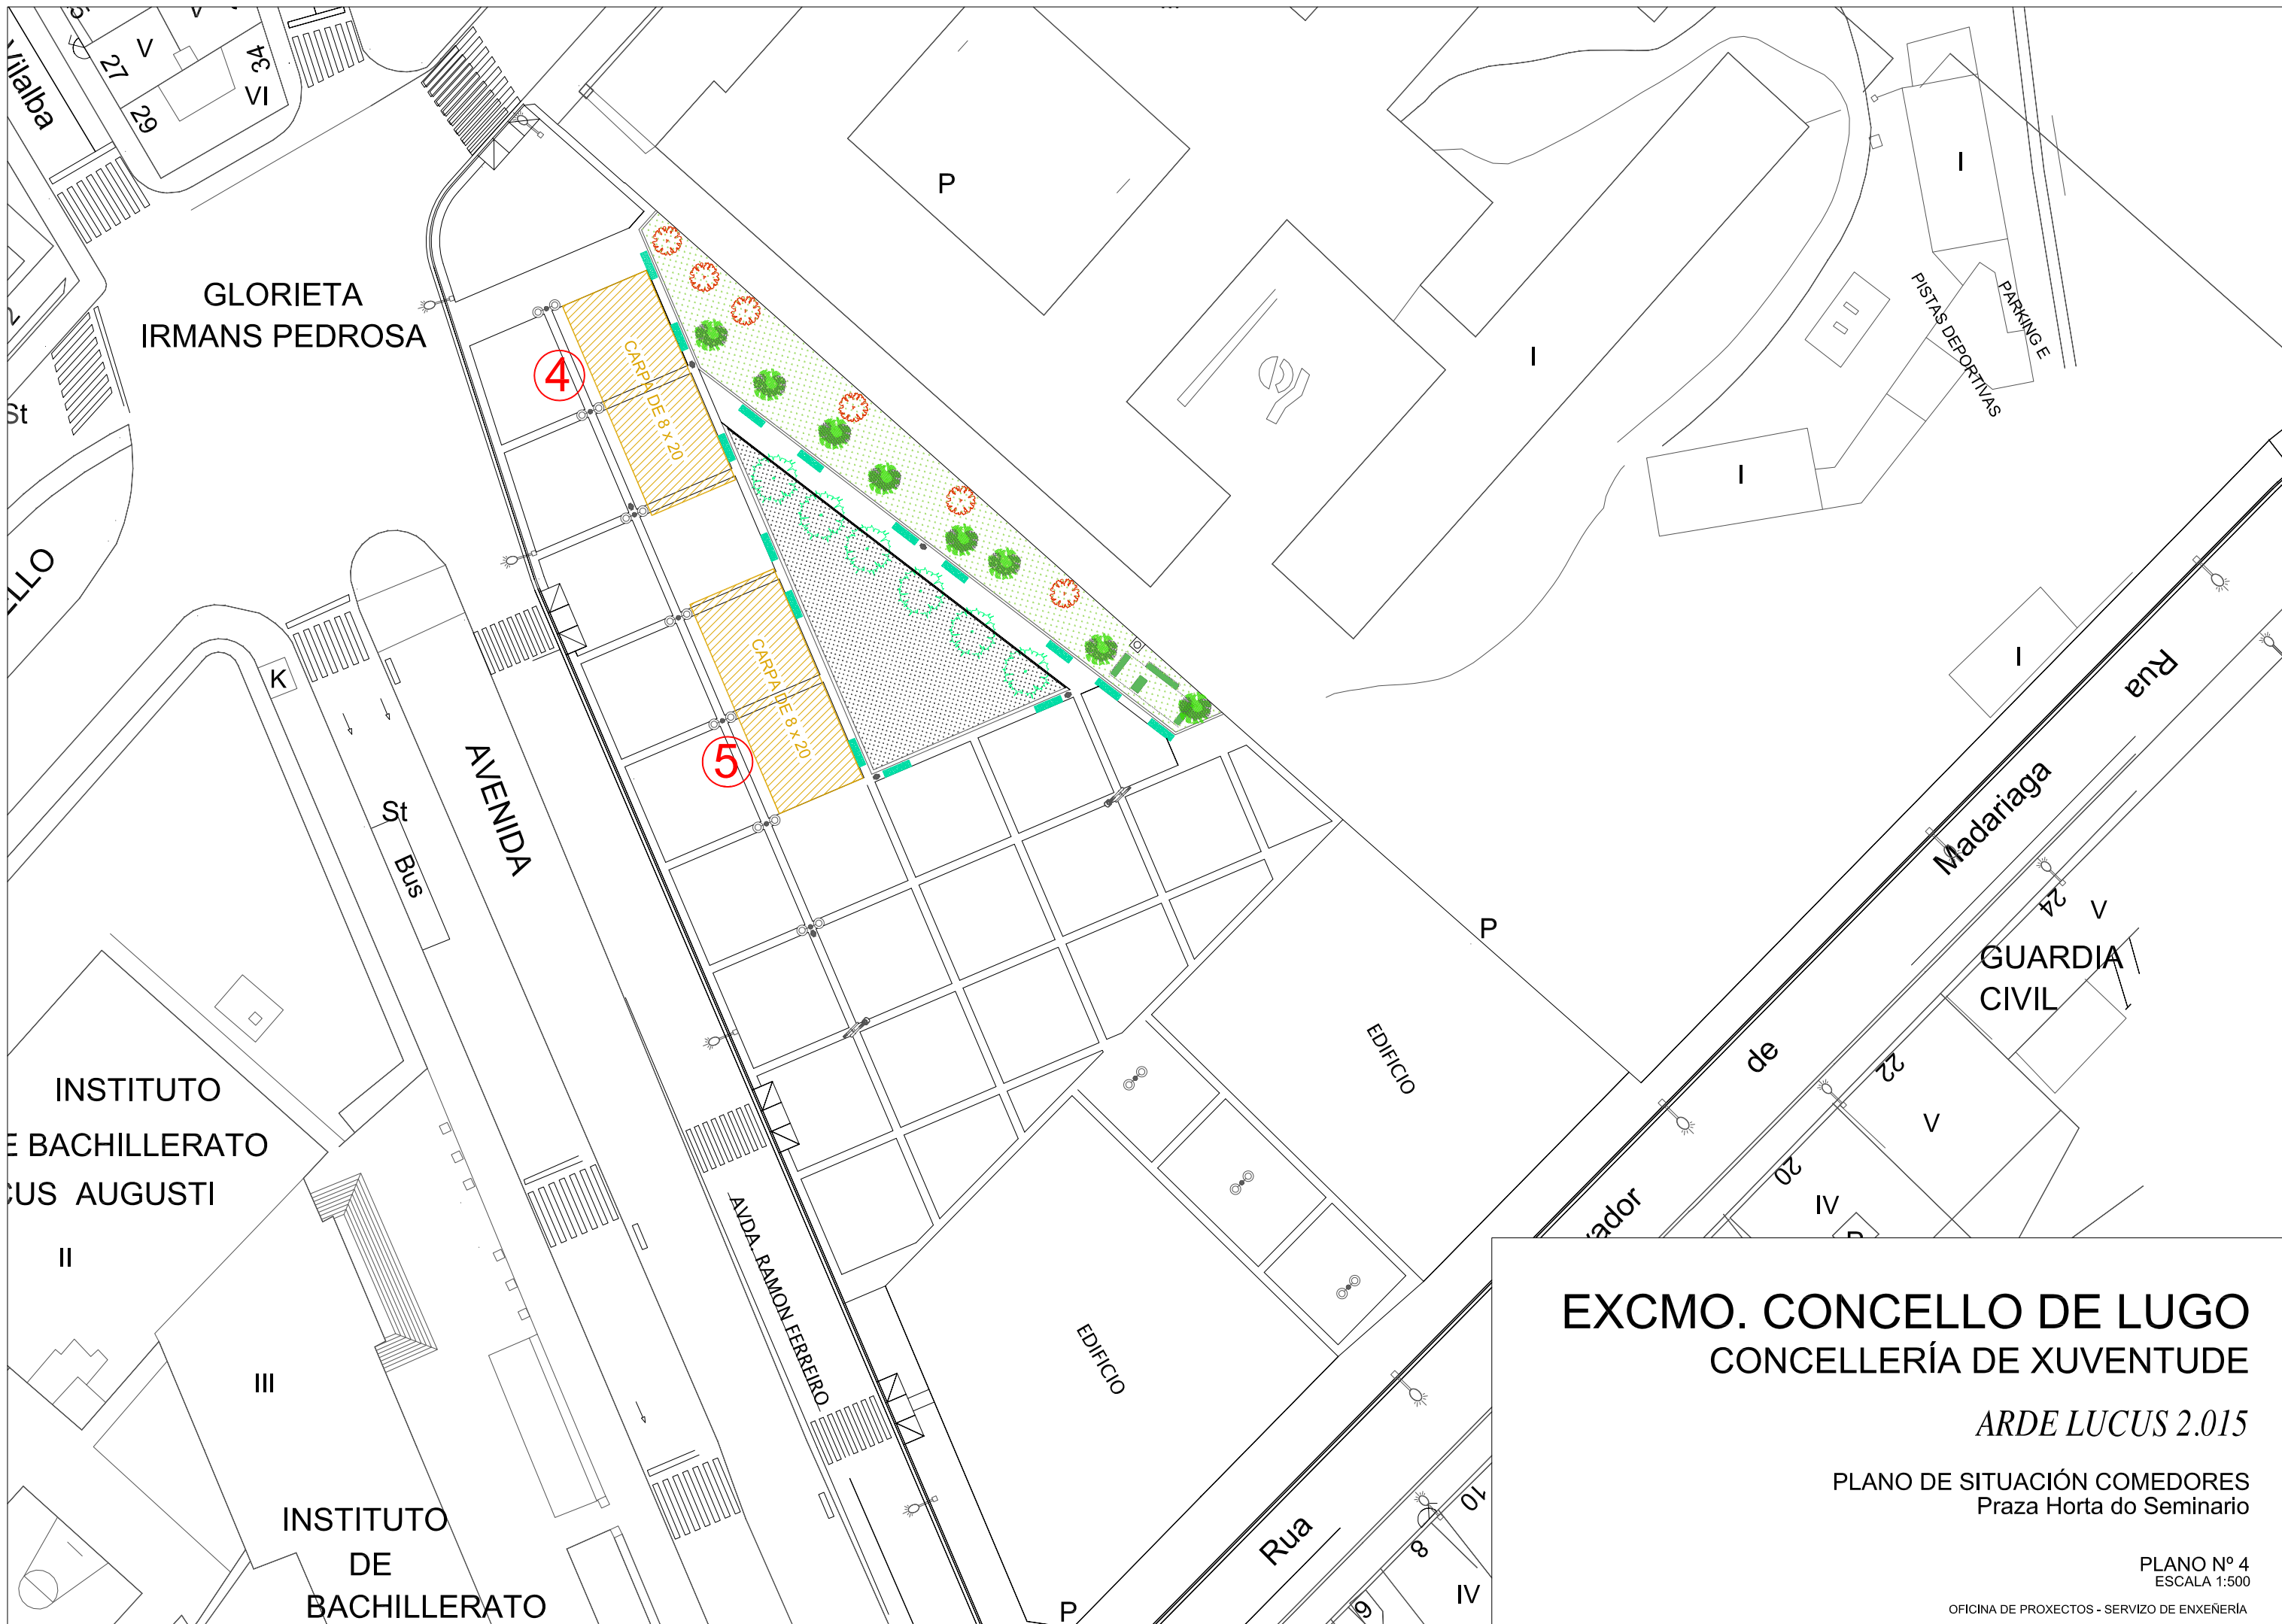 Vilalba
27
V
34
VI
29
GLORIETA
IRMANS PEDROSA
St
P
I
I
I
I
PISTAS DEPORTIVAS
PARKING E
4
CARPA DE 8 x 20
5
CARPA DE 8 x 20
K
St
Bus
AVENIDA
Rua
Madariaga
de
24
V
GUARDIA
CIVIL
22
V
20
IV
P
EDIFICIO
EDIFICIO
INSTITUTO
E BACHILLERATO
CUS AUGUSTI
II
III
AVDA. RAMON FERREIRO
INSTITUTO
DE
BACHILLERATO
P
Rua
10
8
6
IV
EXCMO. CONCELLO DE LUGO
CONCELLERÍA DE XUVENTUDE
ARDE LUCUS 2.015
PLANO DE SITUACIÓN COMEDORES
Praza Horta do Seminario
PLANO Nº 4
ESCALA 1:500
OFICINA DE PROXECTOS - SERVIZO DE ENXEÑERÍA